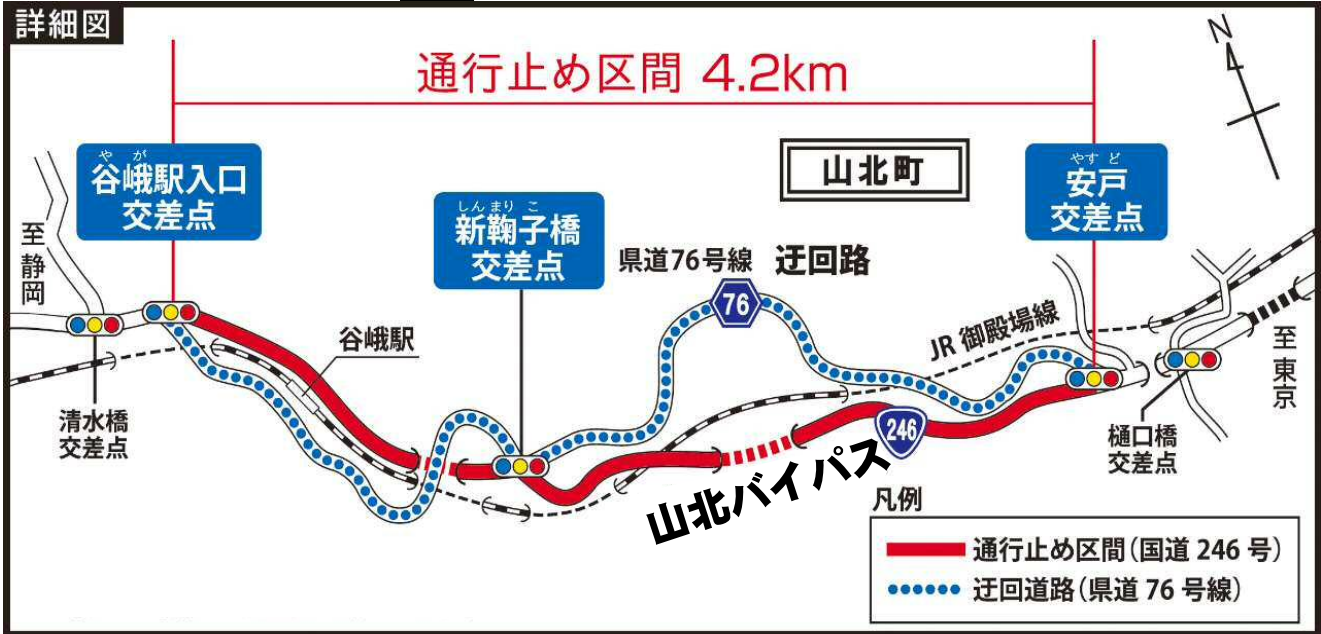 詳細図
N
通行止め区間 4.2km
や が
谷峨駅入口
交差点
山北町
やす ど
安戸
交差点
しん まり こ
新鞠子橋
交差点
至静岡
県道76号線 迂回路
76
谷峨駅
JR 御殿場線
至東京
清水橋
交差点
246
樋口橋
交差点
山北バイパス
凡例
通行止め区間(国道 246 号)
迂回道路(県道 76 号線)